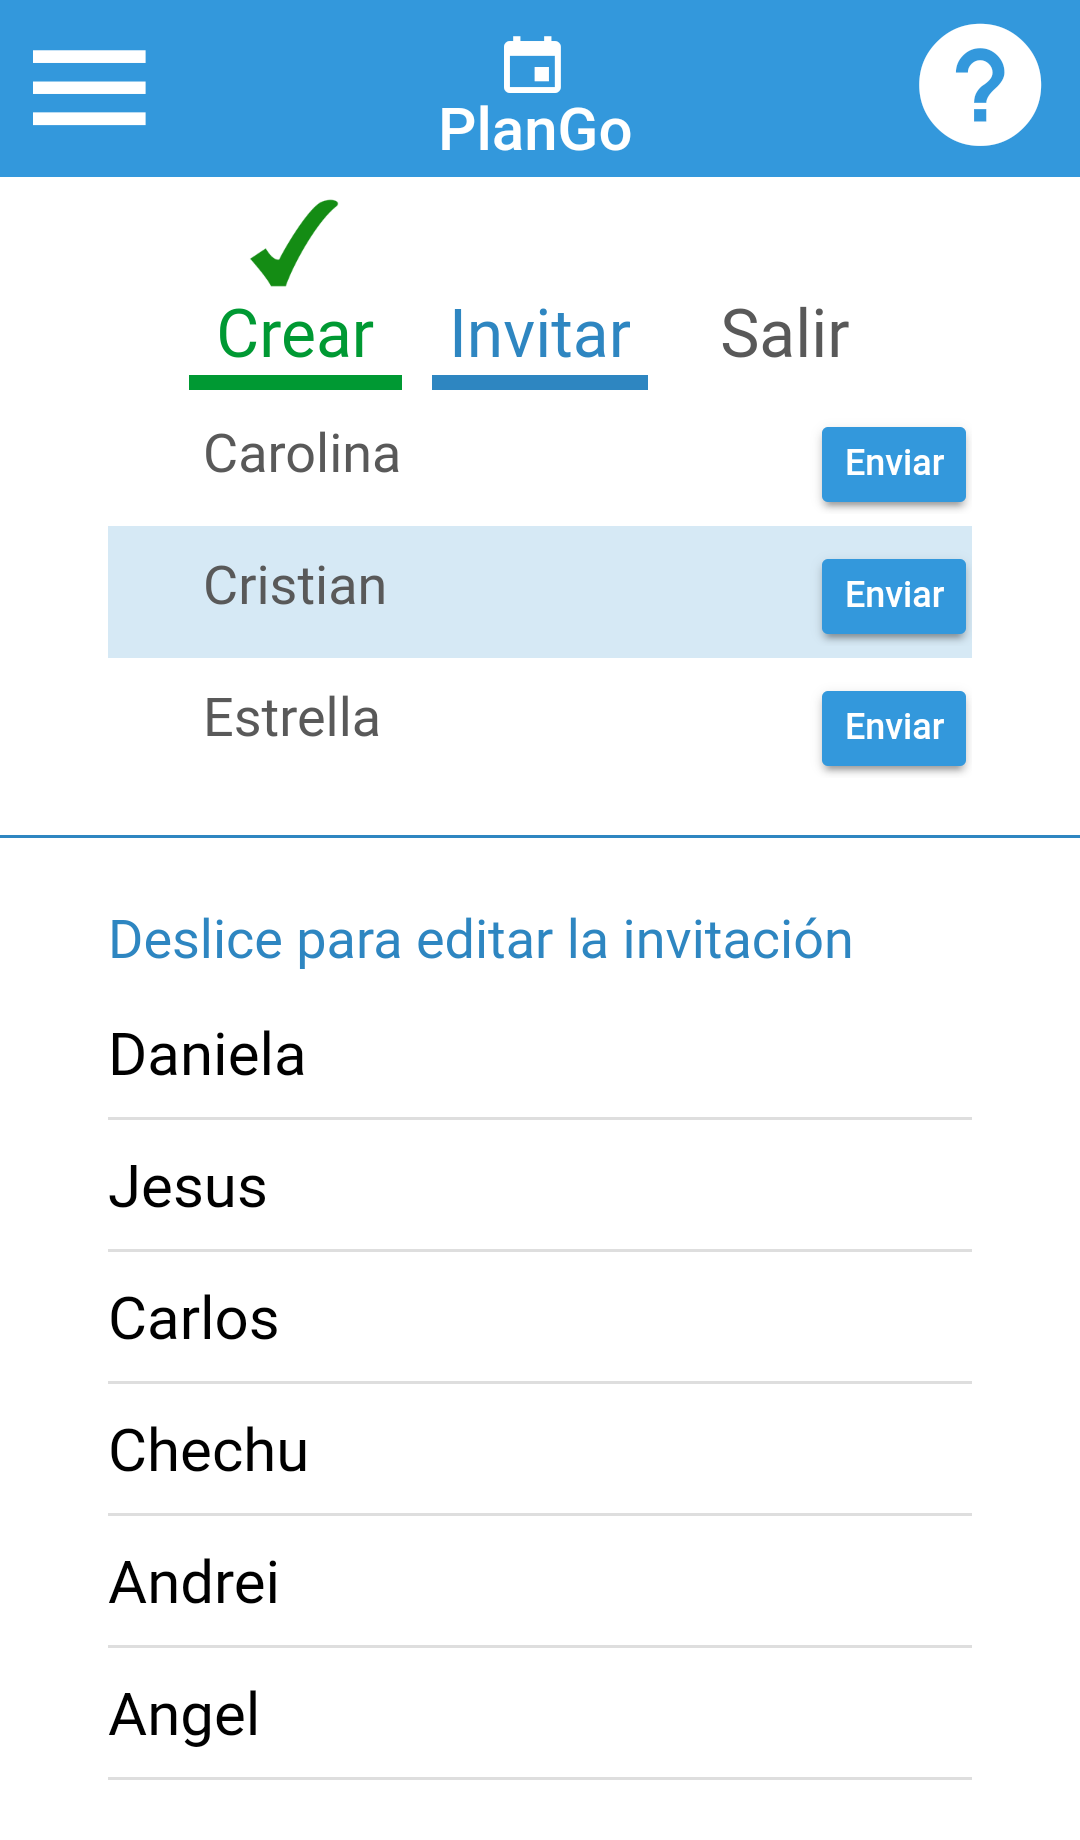 PlanGo
Crear Invitar Salir
Carolina Enviar
Cristian Enviar
Estrella Enviar
Deslice para editar la invitación
Daniela
Jesus
Carlos
Chechu
Andrei
Angel